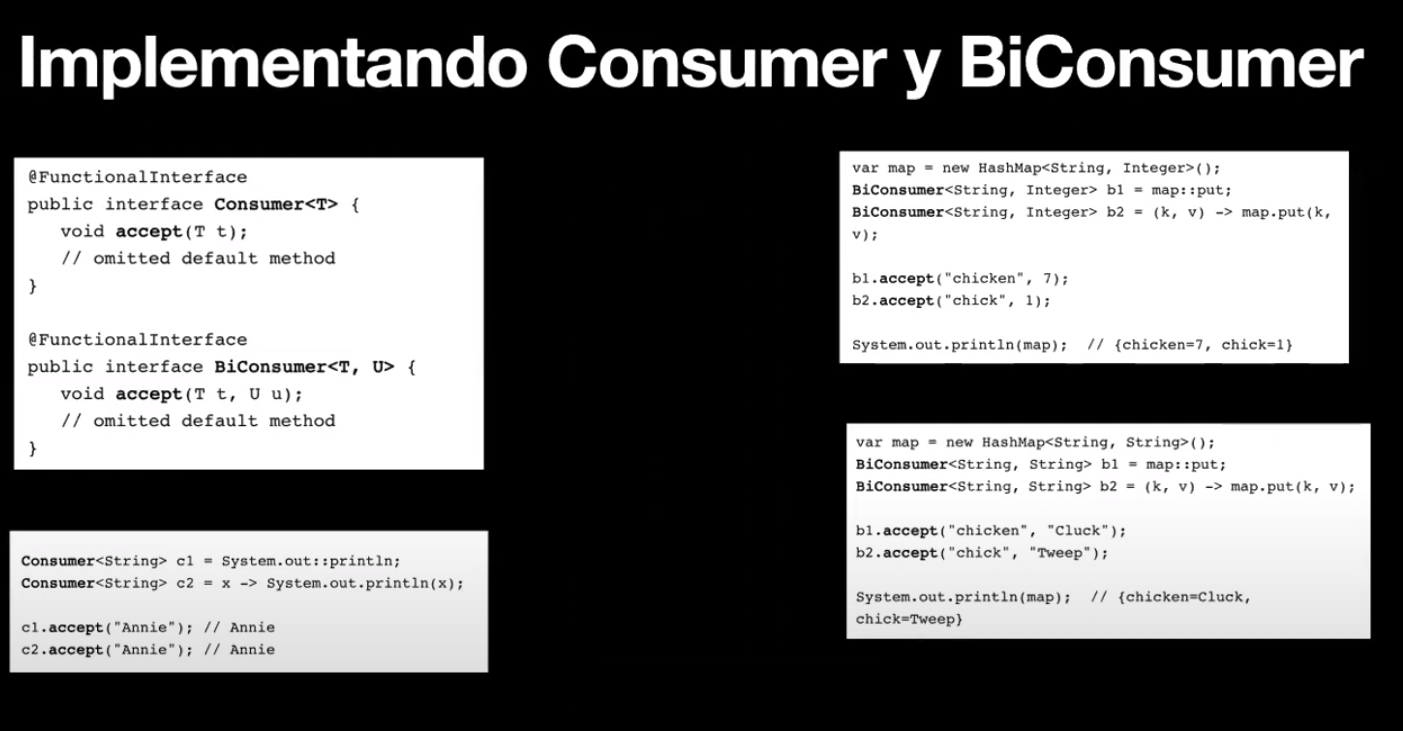 Implementando Consumer y BiConsumer
@FunctionalInterface
public interface Consumer<T> {
void accept(T t);
// omitted default method
}
@FunctionalInterface
public interface BiConsumer<T, U> {
void accept(T t, U u);
// omitted default method
}
Consumer<String> c1 = System.out::println;
Consumer<String> c2 = x -> System.out.println(x);
c1.accept("Annie"); // Annie
c2.accept("Annie"); // Annie
var map = new HashMap<String, Integer>();
BiConsumer<String, Integer> b1 = map::put;
BiConsumer<String, Integer> b2 = (k, v) -> map.put(k,
v);
b1.accept("chicken", 7);
b2.accept("chick", 1);
System.out.println(map);  // {chicken=7, chick=1}
var map = new HashMap<String, String>();
BiConsumer<String, String> b1 = map::put;
BiConsumer<String, String> b2 = (k, v) -> map.put(k, v);
b1.accept("chicken", "Cluck");
b2.accept("chick", "Tweep");
System.out.println(map);  // {chicken=Cluck,
chick=Tweep}